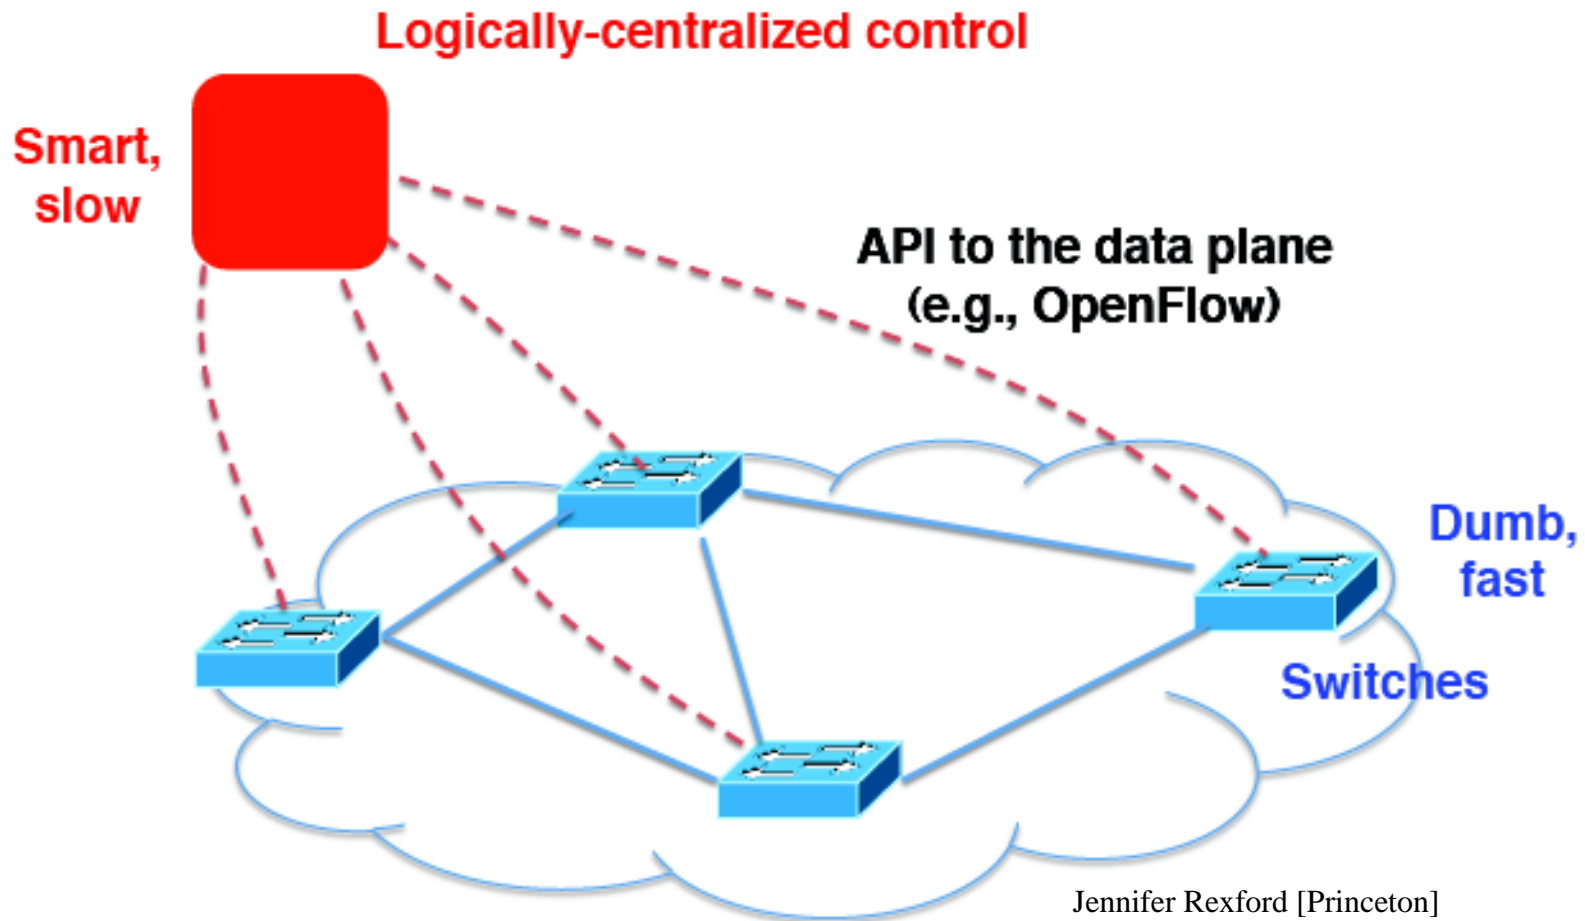 Logically-centralized control
Smart,
slow
API to the data plane
(e.g., OpenFlow)
Dumb,
fast
Switches
Jennifer Rexford [Princeton]